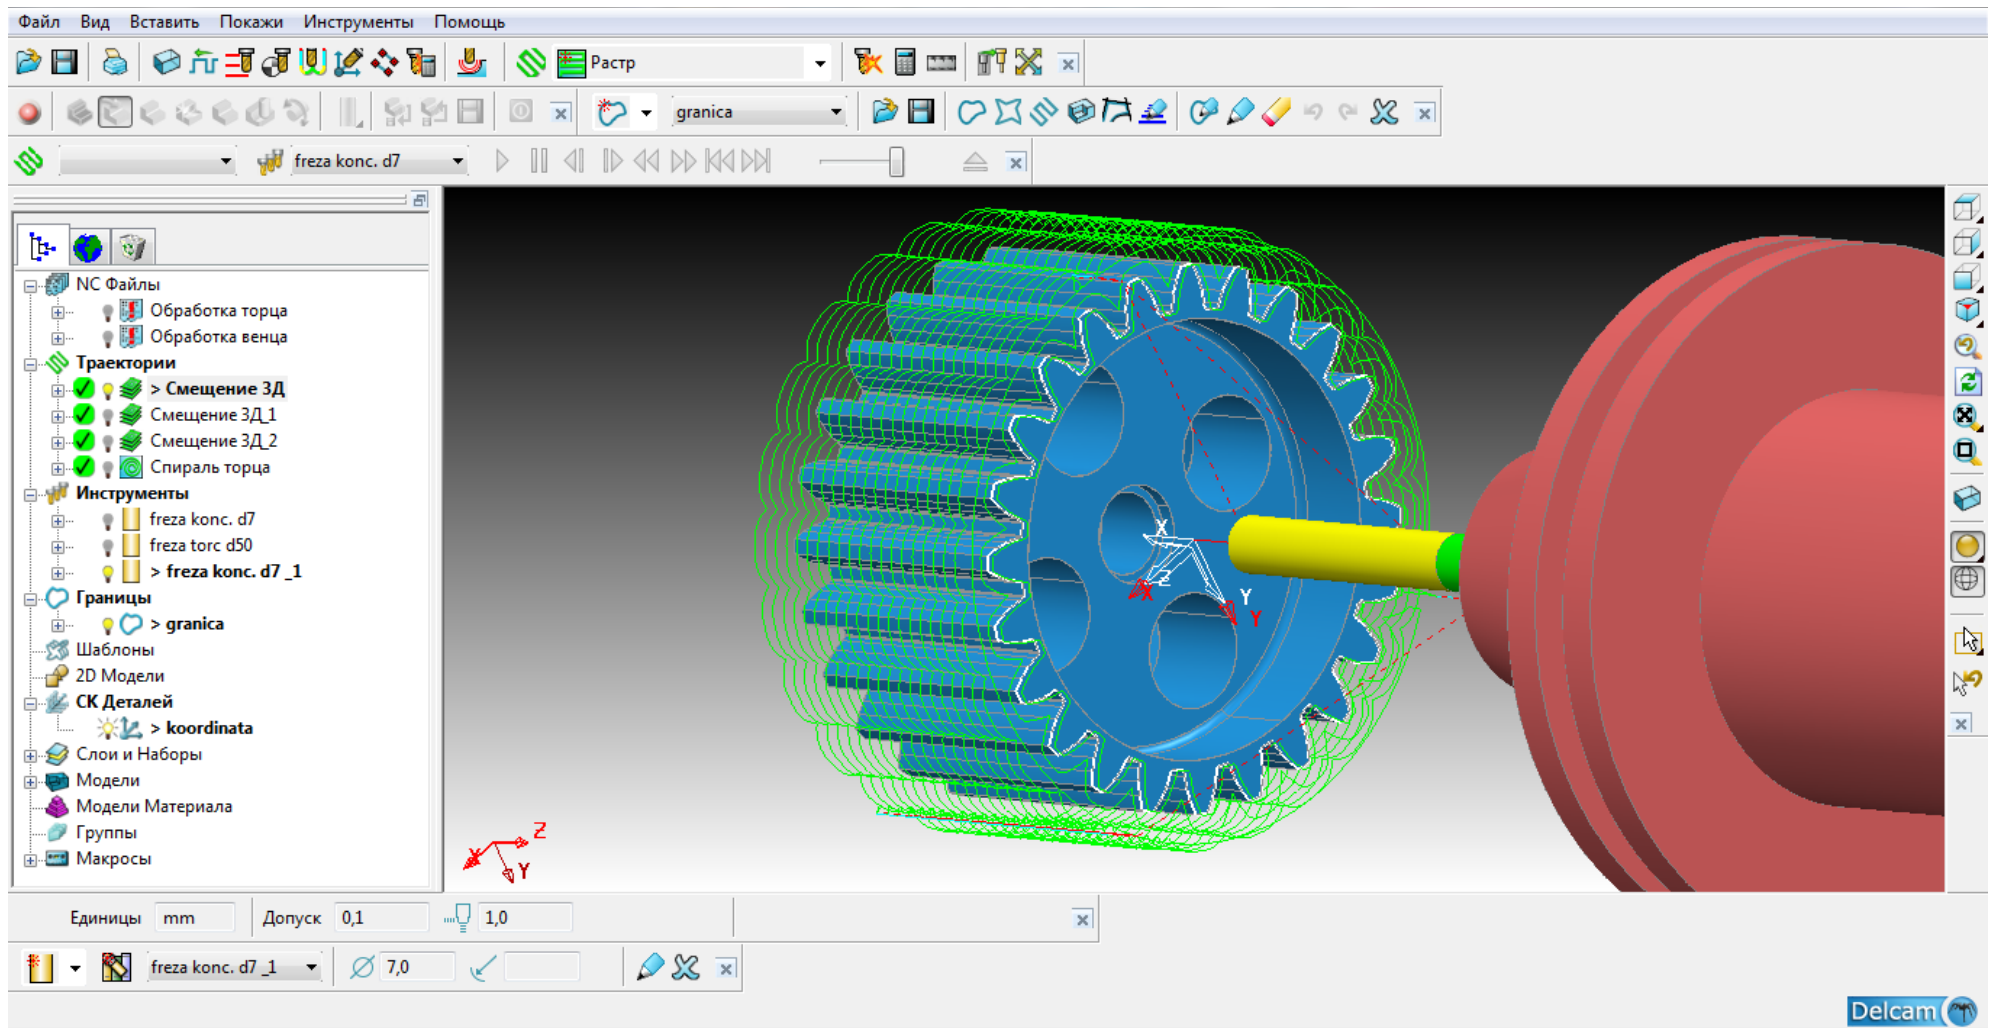 Файл Вид Вставить Покажи Инструменты Помощь
Растр
granica
freza konc. d7
NC Файлы
Обработка торца
Обработка венца
Траектории
> Смещение 3Д
Смещение 3Д_1
Смещение 3Д_2
Спираль торца
Инструменты
freza konc. d7
freza torc d50
> freza konc. d7 _1
Границы
> granica
Шаблоны
2D Модели
СК Деталей
> koordinata
Слои и Наборы
Модели
Модели Материала
Группы
Макросы
X
Z
X
Y
Y
Z
X
Y
Единицы mm Допуск 0,1 1,0
freza konc. d7 _1 7,0
Delcam